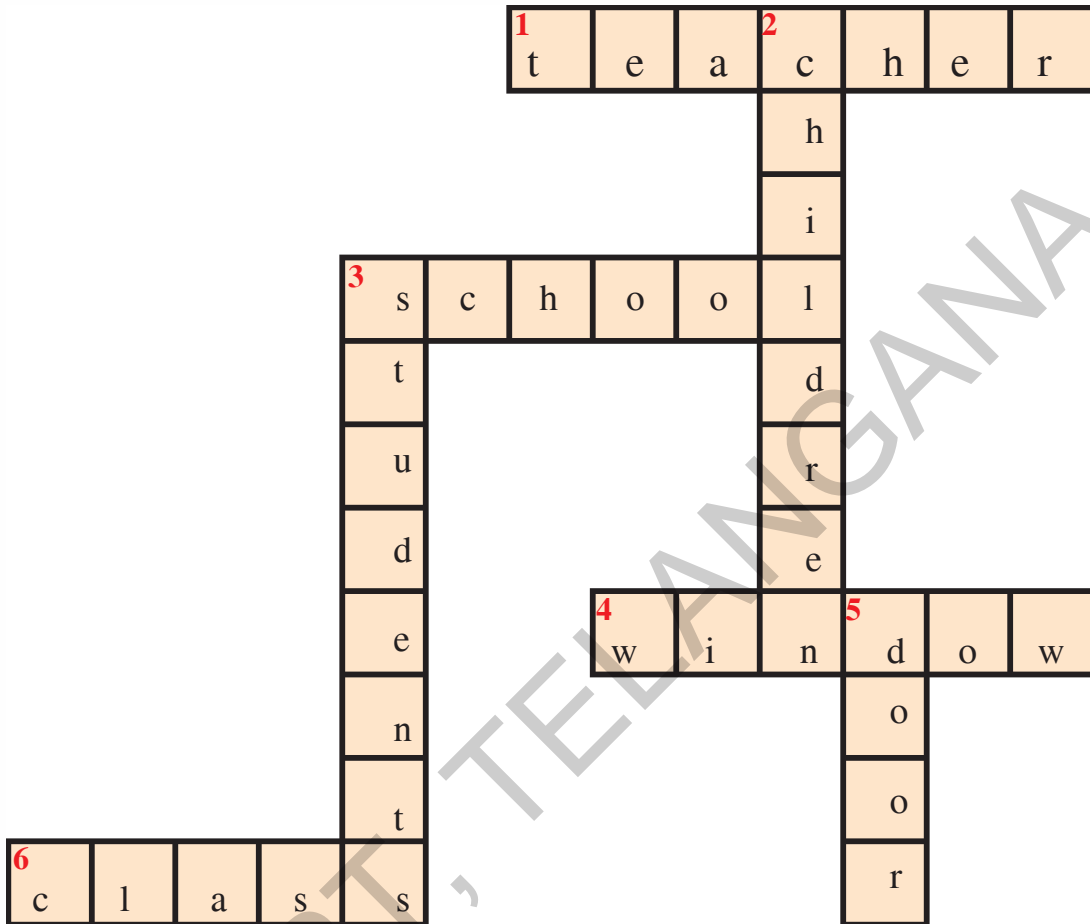 1 2
t e a c h e r
h
i
3
s c h o o l
t d
u r
d e
4 5
e w i n d o w
n o
t o
6
c l a s s r
, TELANGANA